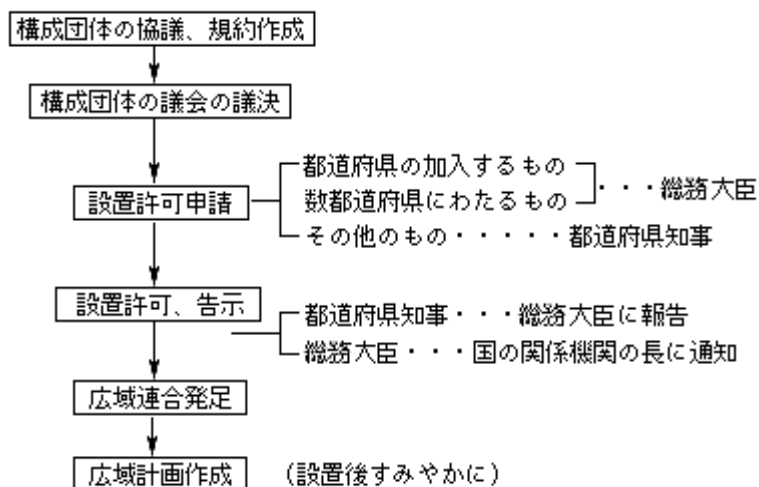 構成団体の協議、規約作成
構成団体の議会の議決
都道府県の加入するもの
設置許可申請 数都道府県にわたるもの ・・・総務大臣
その他のもの・・・・・都道府県知事
設置許可、告示
都道府県知事・・・総務大臣に報告
総務大臣・・・国の関係機関の長に通知
広域連合発足
広域計画作成 (設置後すみやかに)